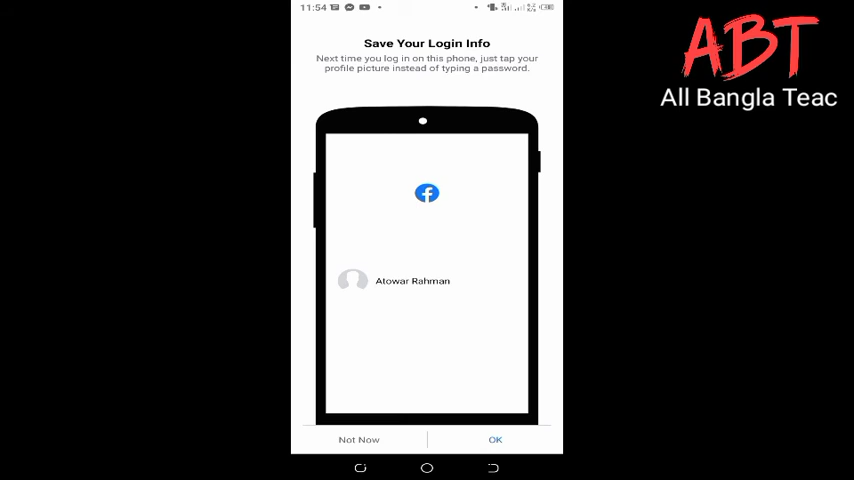 11:54
Save Your Login Info
Next time you log in on this phone, just tap your
profile picture instead of typing a password.
Atowar Rahman
Not Now
OK
ABT
All Bangla Teac